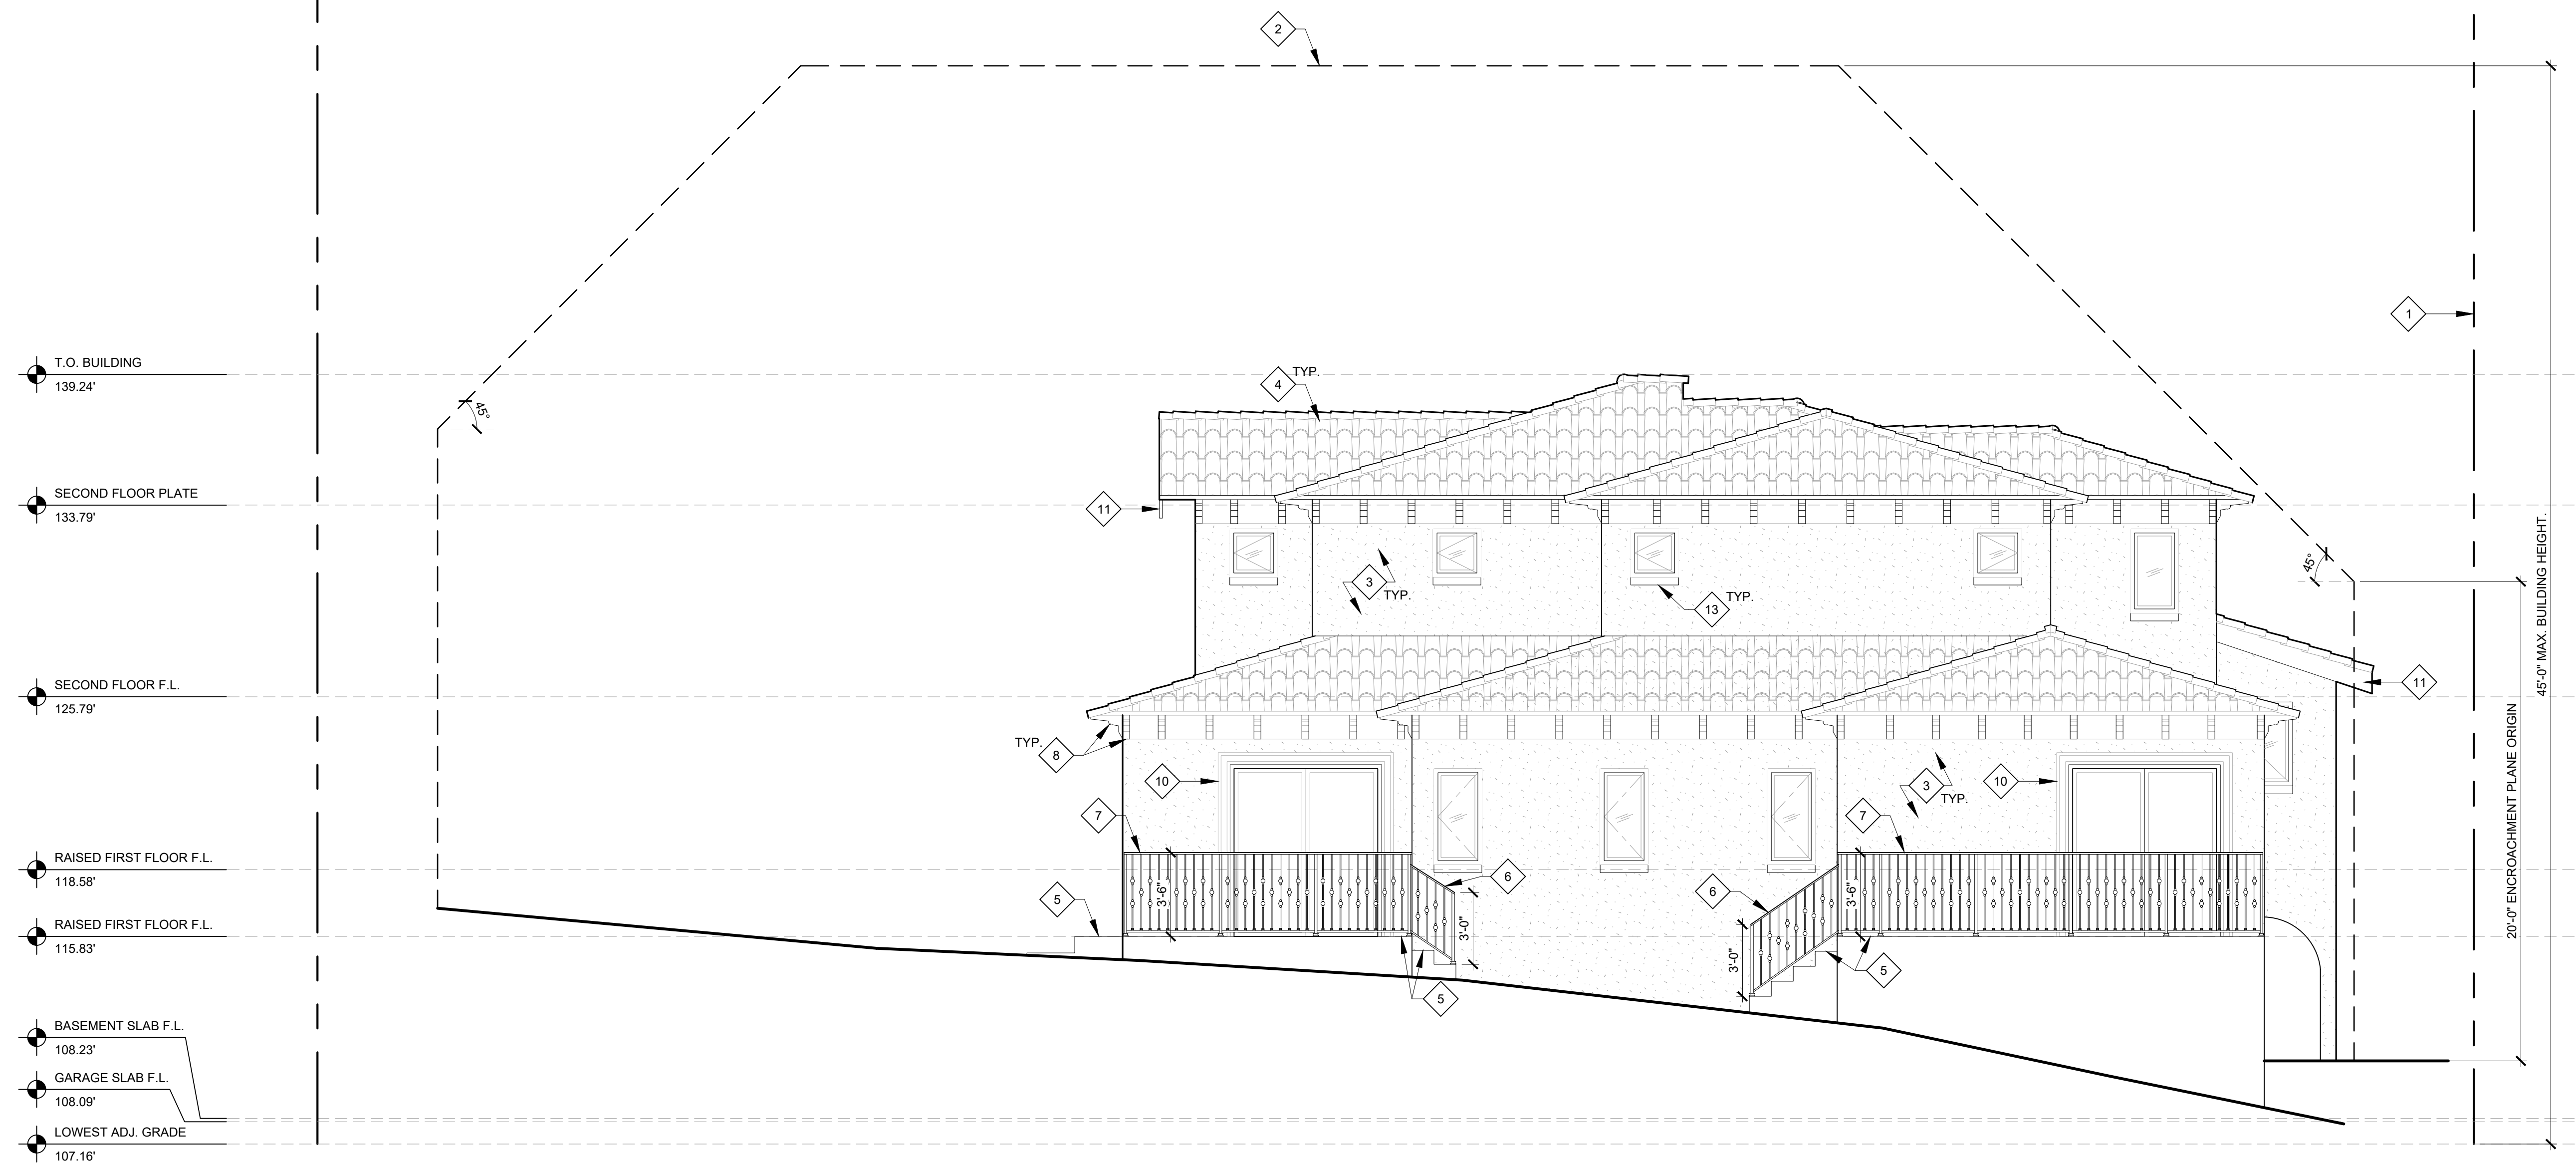 2
1
T.O. BUILDING
139.24'
45°
4
TYP.
SECOND FLOOR PLATE
133.79'
11
3
TYP.
13
TYP.
45°
45'-0" MAX. BUILDING HEIGHT.
SECOND FLOOR F.L.
125.79'
11
TYP.
8
10
3
TYP.
10
20'-0" ENCROACHMENT PLANE ORIGIN
7
7
RAISED FIRST FLOOR F.L.
118.58'
6
6
3'-6"
3'-6"
5
3'-0"
3'-0"
RAISED FIRST FLOOR F.L.
115.83'
5
5
BASEMENT SLAB F.L.
108.23'
GARAGE SLAB F.L.
108.09'
LOWEST ADJ. GRADE
107.16'